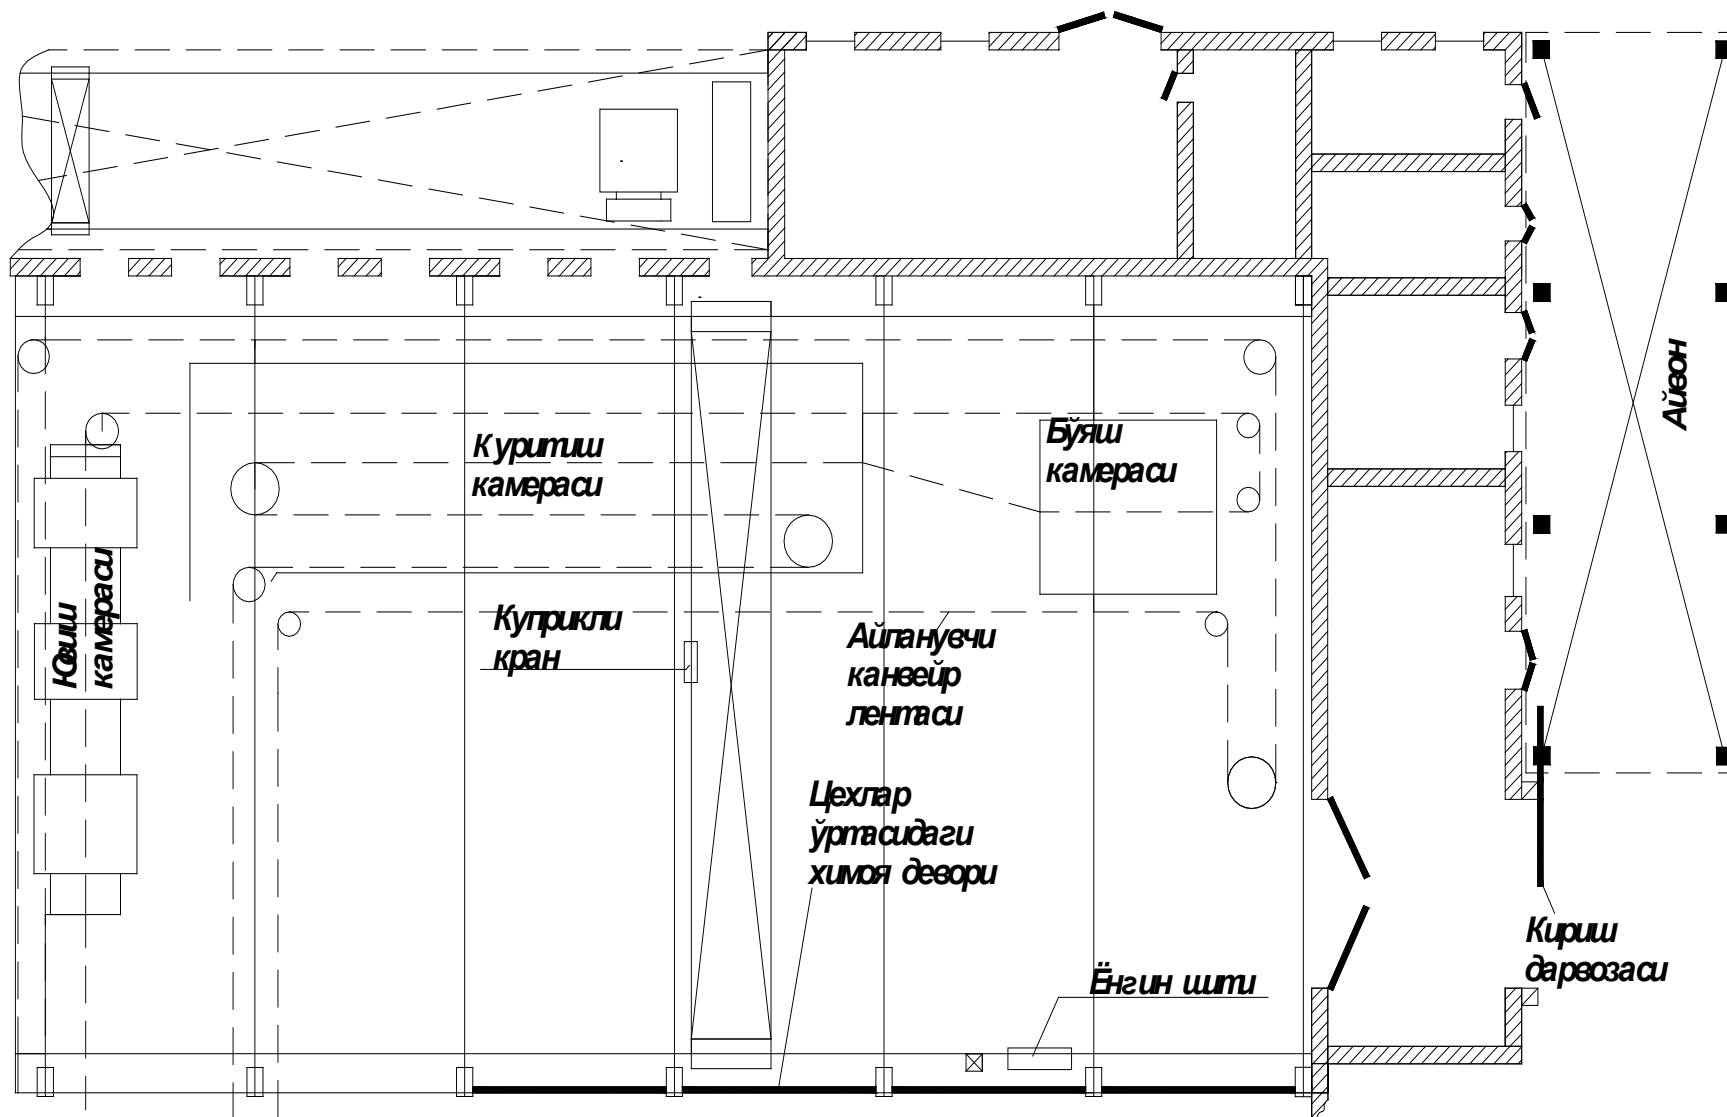 Куритиш
камераси
Бўяш
камераси
Айвон
Ювиш
камераси
Куприкли
кран
Айланувчи
канвейр
лентаси
Цехлар
ўртасидаги
химоя девори
Ёнгин шти
Кириш
дарвозаси